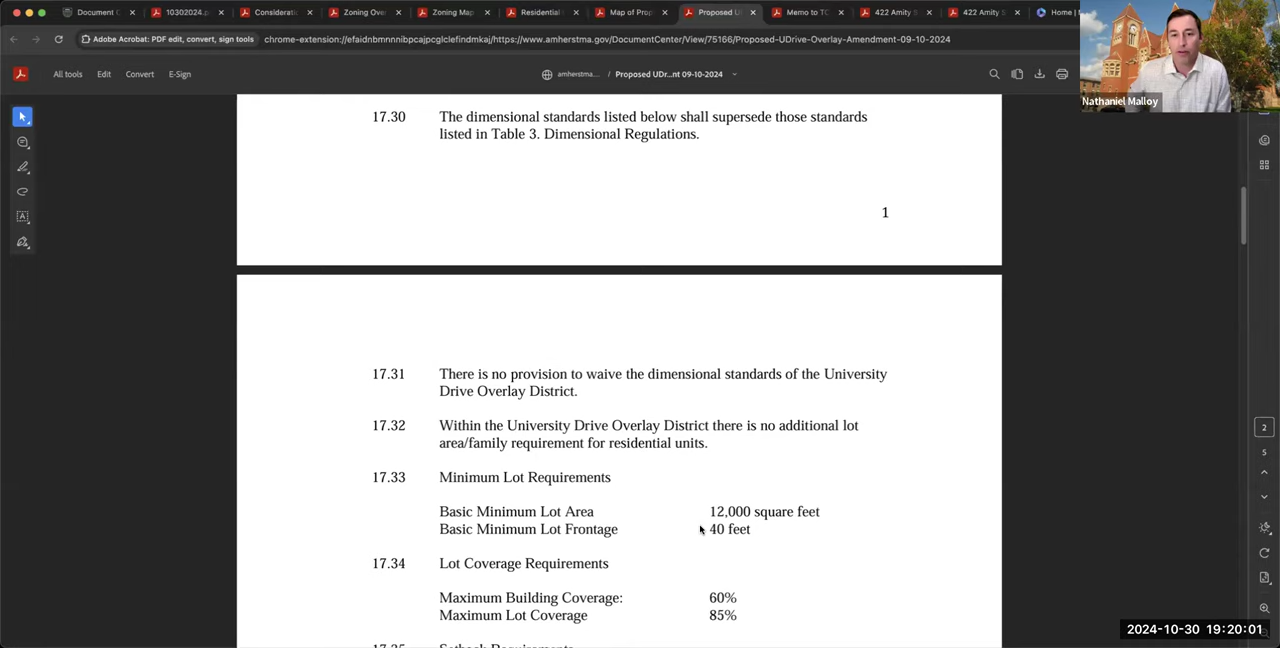 Document
10302024.p
Considerati
Zoning Ove
Zoning Map
Residential
Map of Prop
Proposed U
Memo to TC
422 Amity S
422 Amity S
Home |
Adobe Acrobat: PDF edit, convert, sign tools
chrome-extension://efaidnbmnnnibpcajpcglclefindmkaj/https://www.amherstma.gov/DocumentCenter/View/75166/Proposed-UDrive-Overlay-Amendment-09-10-2024
All tools Edit Convert E-Sign
amherstma... / Proposed UDr...nt 09-10-2024
Nathaniel Malloy
17.30 The dimensional standards listed below shall supersede those standards
listed in Table 3. Dimensional Regulations.
1
17.31 There is no provision to waive the dimensional standards of the University
Drive Overlay District.
17.32 Within the University Drive Overlay District there is no additional lot
area/family requirement for residential units.
17.33 Minimum Lot Requirements
Basic Minimum Lot Area 12,000 square feet
Basic Minimum Lot Frontage 40 feet
17.34 Lot Coverage Requirements
Maximum Building Coverage: 60%
Maximum Lot Coverage 85%
17.35 Setback Requirements
2
5
2024-10-30 19:20:01